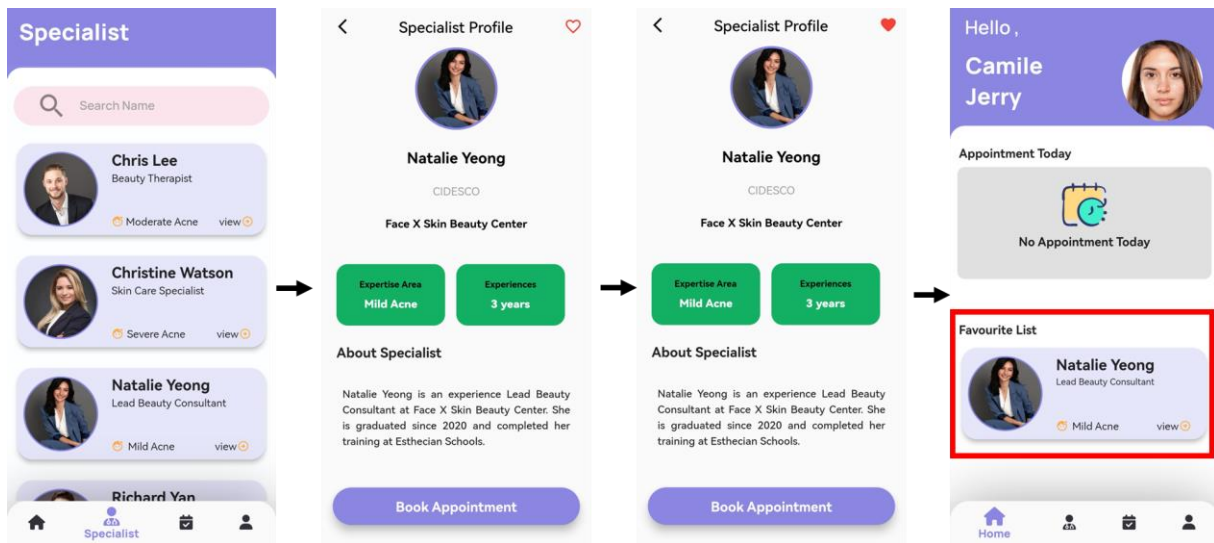 Specialist
Search Name
Chris Lee
Beauty Therapist
Moderate Acne view
Christine Watson
Skin Care Specialist
Severe Acne view
Natalie Yeong
Lead Beauty Consultant
Mild Acne view
Richard Yan
Specialist
Specialist Profile
Natalie Yeong
CIDESCO
Face X Skin Beauty Center
Expertise Area
Mild Acne
Experiences
3 years
About Specialist
Natalie Yeong is an experience Lead Beauty
Consultant at Face X Skin Beauty Center. She
is graduated since 2020 and completed her
training at Esthecian Schools.
Book Appointment
Specialist Profile
Natalie Yeong
CIDESCO
Face X Skin Beauty Center
Expertise Area
Mild Acne
Experiences
3 years
About Specialist
Natalie Yeong is an experience Lead Beauty
Consultant at Face X Skin Beauty Center. She
is graduated since 2020 and completed her
training at Esthecian Schools.
Book Appointment
Hello ,
Camile
Jerry
Appointment Today
No Appointment Today
Favourite List
Natalie Yeong
Lead Beauty Consultant
Mild Acne view
Home